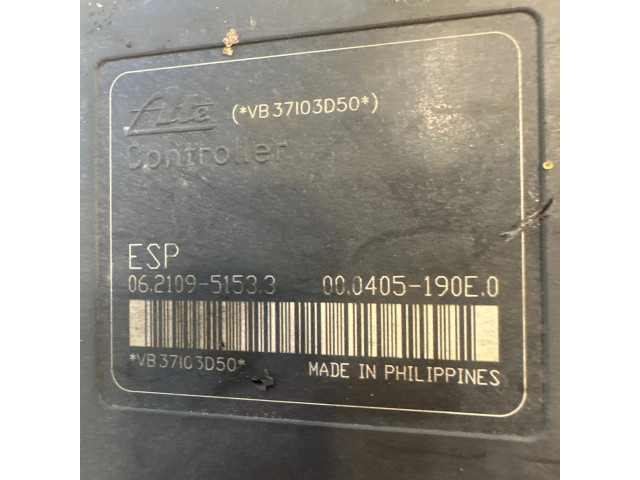 Ate (*VB37103D50*)
Controller
ESP
06.2109-5153.3 00.0405-190E.0
*VB37103D50*
MADE IN PHILIPPINES